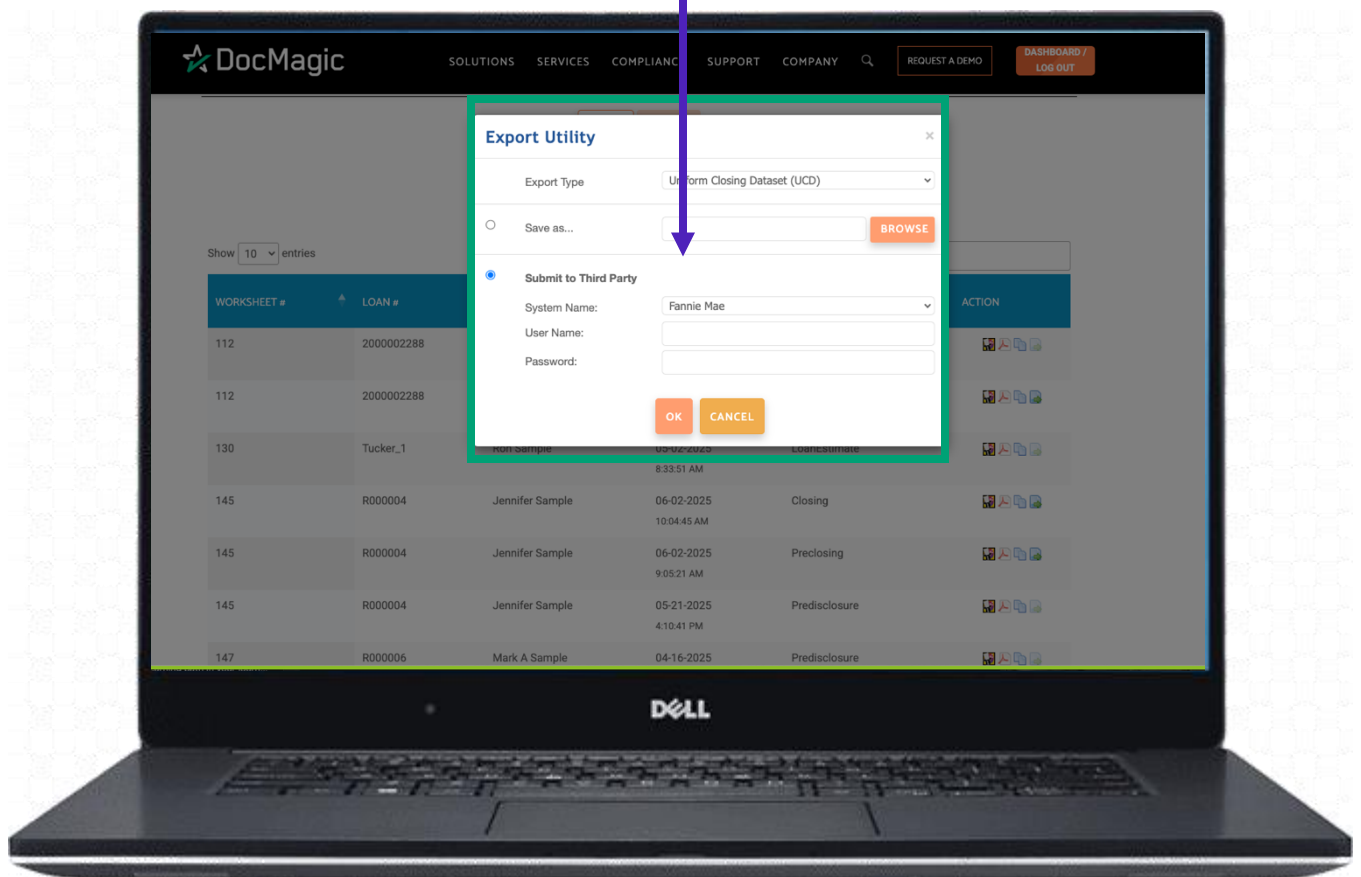 DocMagic
SOLUTIONS SERVICES COMPLIANC SUPPORT COMPANY REQUEST A DEMO DASHBOARD /
LOG OUT
Export Utility ×
Export Type Uniform Closing Dataset (UCD)
Save as... BROWSE
Show 10 entries
Submit to Third Party
WORKSHEET # LOAN # System Name: Fannie Mae ACTION
User Name:
112 2000002288
Password:
112 2000002288
OK CANCEL
130 Tucker_1 Ron Sample 05-02-2025 LoanEstimate
8:33:51 AM
145 R000004 Jennifer Sample 06-02-2025 Closing
10:04:45 AM
145 R000004 Jennifer Sample 06-02-2025 Preclosing
9:05:21 AM
145 R000004 Jennifer Sample 05-21-2025 Predisclosure
4:10:41 PM
147 R000006 Mark A Sample 04-16-2025 Predisclosure
DELL